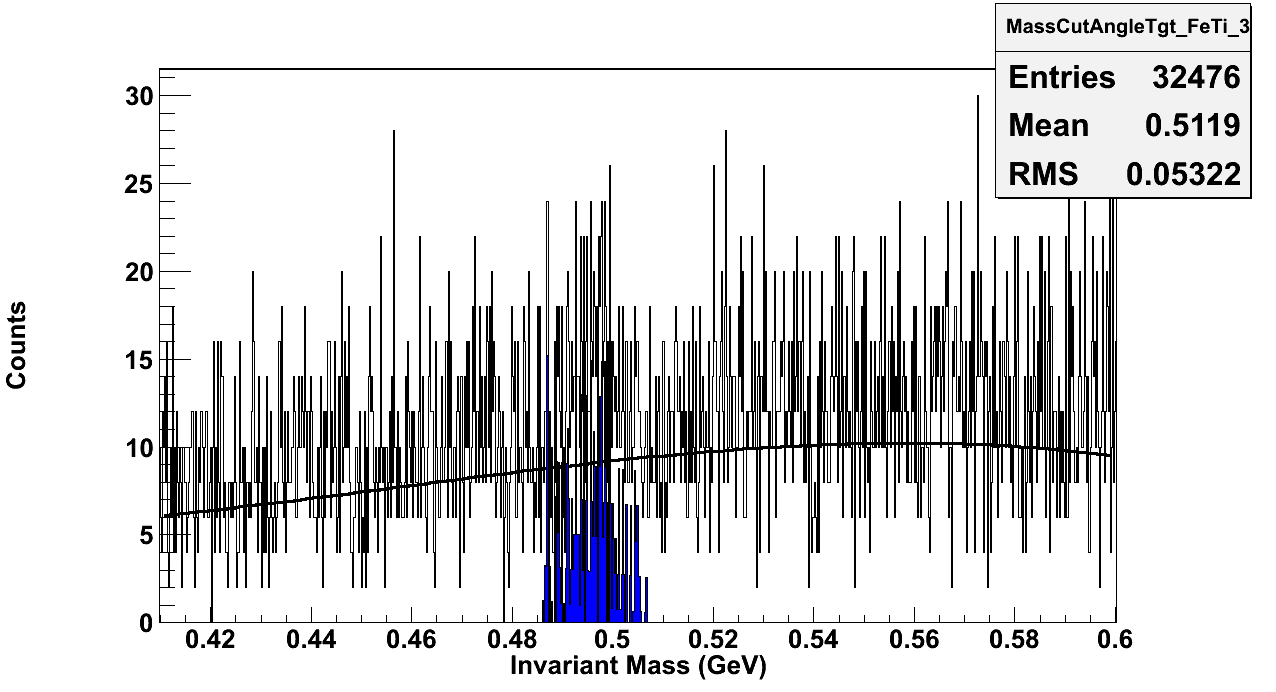 MassCutAngleTgt_FeTi_3
Entries 32476
Mean 0.5119
RMS 0.05322
30
25
20
15
10
5
0
Counts
0.42 0.44 0.46 0.48 0.5 0.52 0.54 0.56 0.58 0.6
Invariant Mass (GeV)